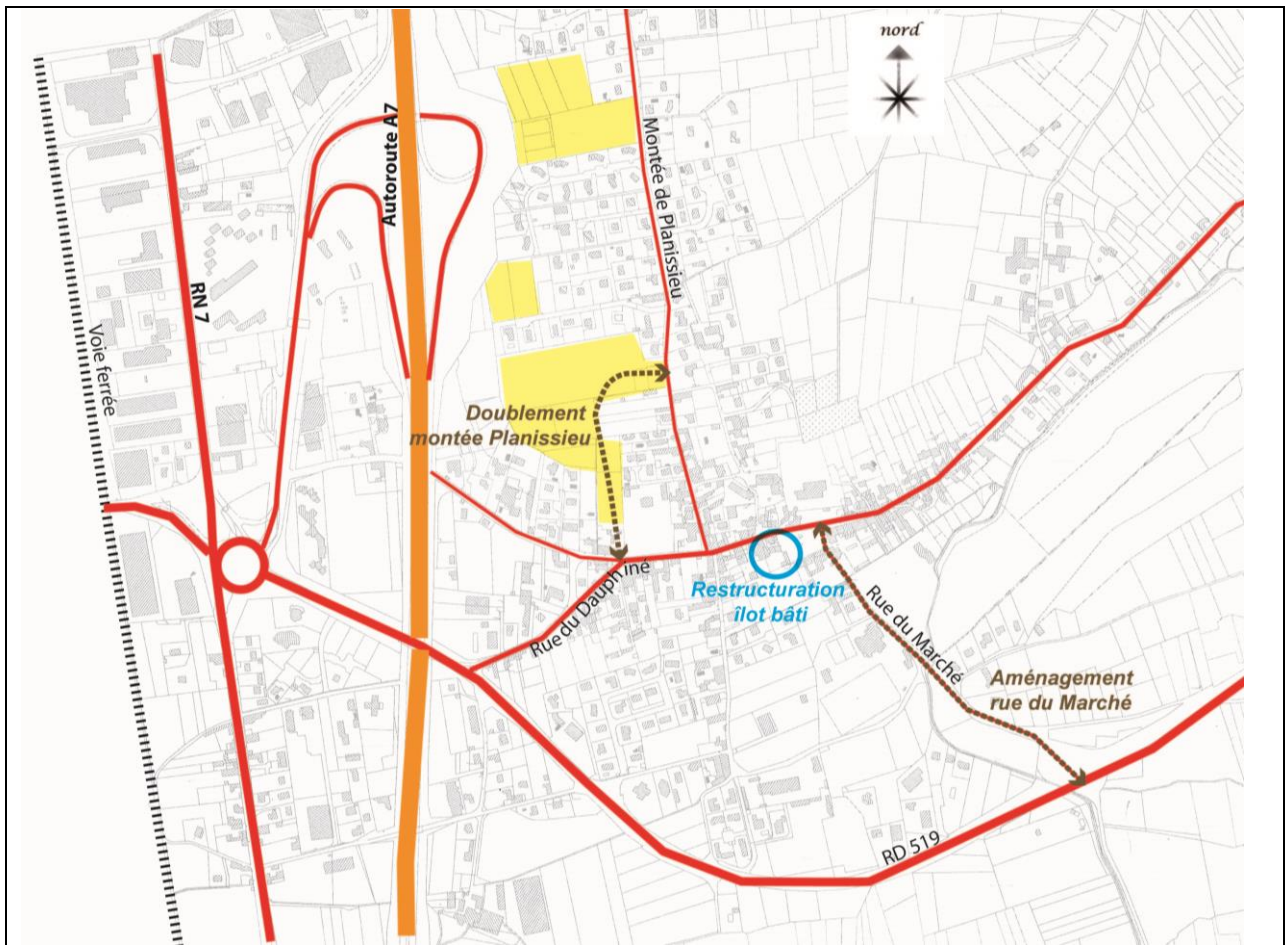 nord
Autoroute A7
Montée de Planissieu
RN 7
Voie ferrée
Doublement
montée Planissieu
Rue du Dauphiné
Restructuration
îlot bâti
Rue du Marché
Aménagement
rue du Marché
RD 519